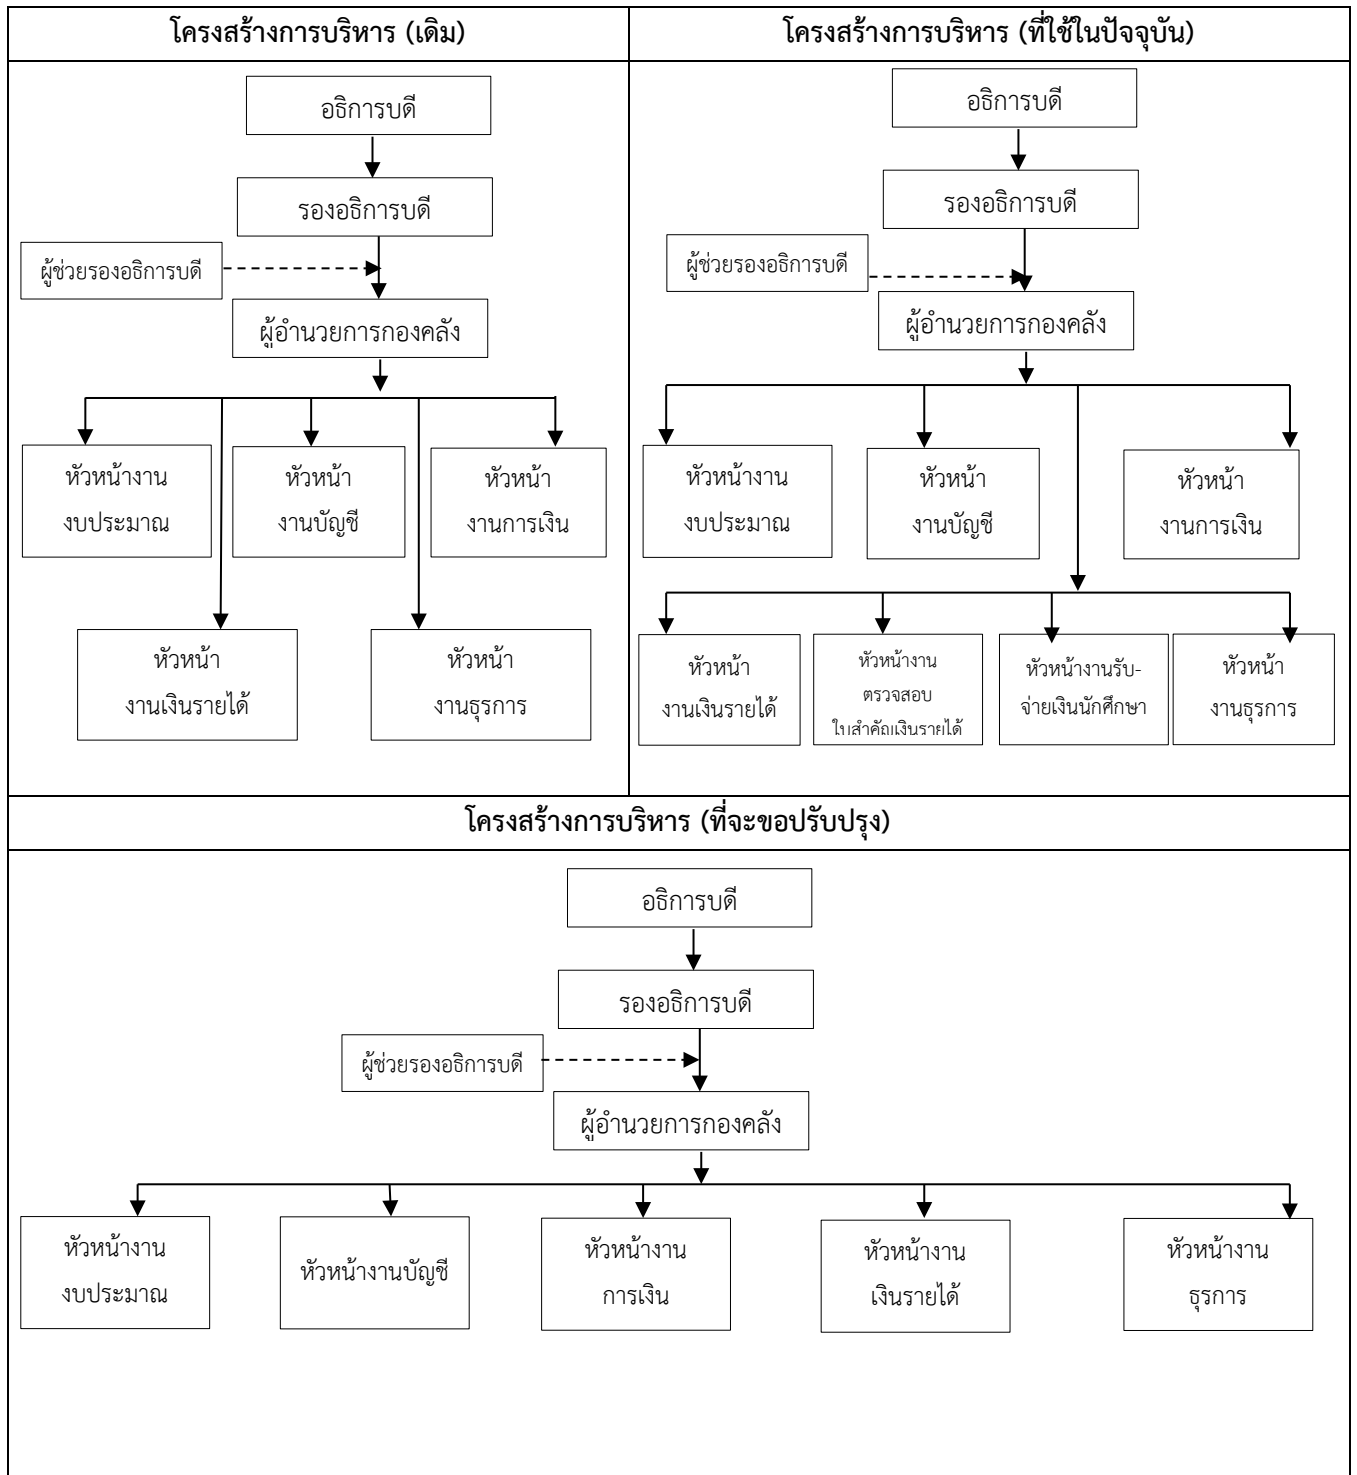 โครงสร้างการบริหาร (เดิม)
อธิการบดี
รองอธิการบดี
ผู้ช่วยรองอธิการบดี
ผู้อำนวยการกองคลัง
หัวหน้างาน
งบประมาณ
หัวหน้า
งานบัญชี
หัวหน้า
งานการเงิน
หัวหน้า
งานเงินรายได้
หัวหน้า
งานธุรการ
โครงสร้างการบริหาร (ที่ใช้ในปัจจุบัน)
อธิการบดี
รองอธิการบดี
ผู้ช่วยรองอธิการบดี
ผู้อำนวยการกองคลัง
หัวหน้างาน
งบประมาณ
หัวหน้า
งานบัญชี
หัวหน้า
งานการเงิน
หัวหน้า
งานเงินรายได้
หัวหน้างาน
ตรวจสอบ
ใบสำคัญเงินรายได้
หัวหน้างานรับ-
จ่ายเงินนักศึกษา
หัวหน้า
งานธุรการ
โครงสร้างการบริหาร (ที่จะขอปรับปรุง)
อธิการบดี
รองอธิการบดี
ผู้ช่วยรองอธิการบดี
ผู้อำนวยการกองคลัง
หัวหน้างาน
งบประมาณ
หัวหน้างานบัญชี
หัวหน้างาน
การเงิน
หัวหน้างาน
เงินรายได้
หัวหน้างาน
ธุรการ